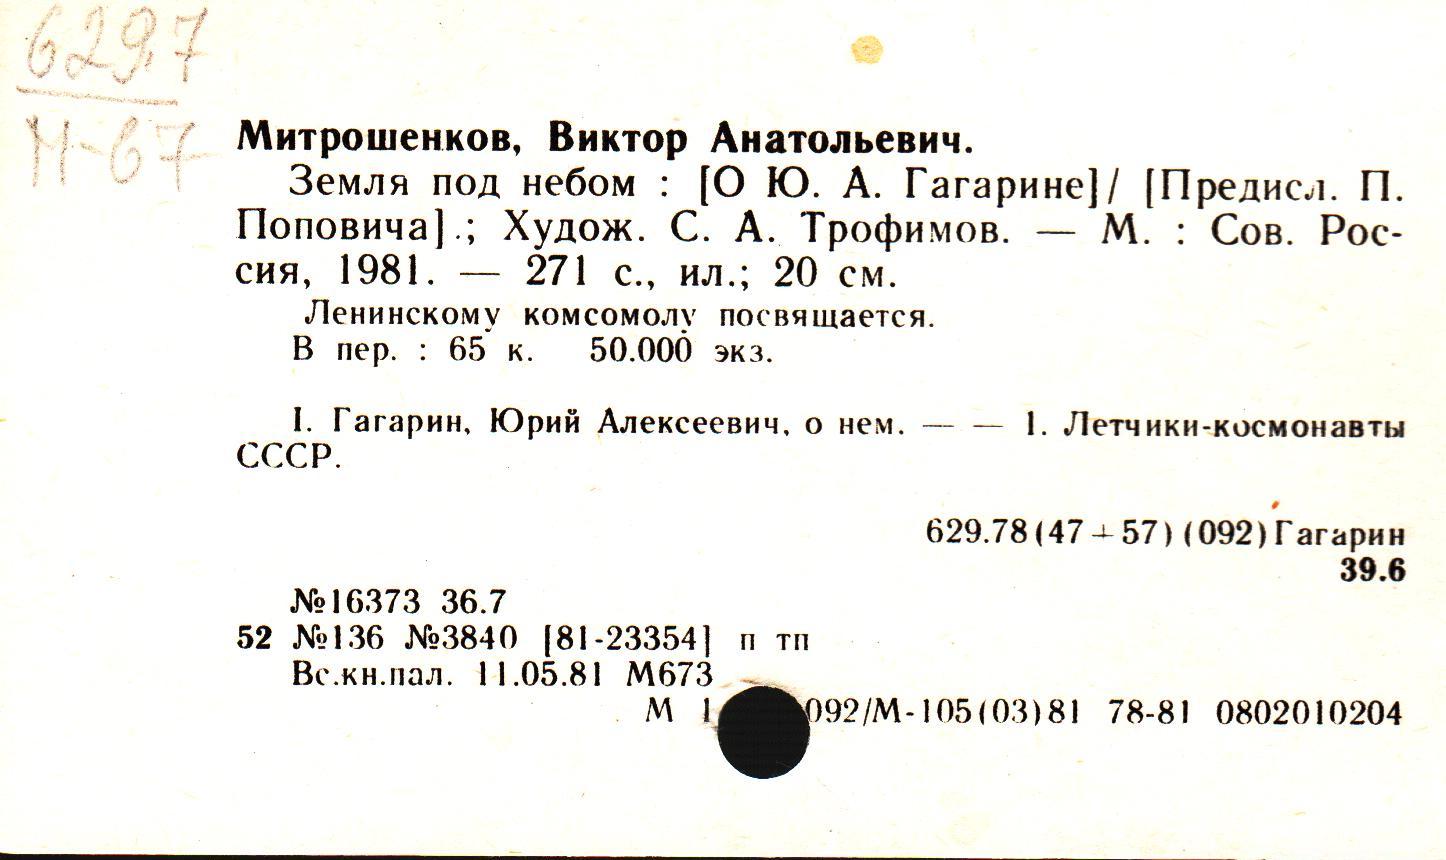 629.7
М-67
Митрошенков, Виктор Анатольевич.
Земля под небом : [О Ю. А. Гагарине]/ [Предисл. П.
Поповича].; Худож. С. А. Трофимов. — М. : Сов. Рос-
сия, 1981. — 271 с., ил.; 20 см.
Ленинскому комсомолу посвящается.
В пер. : 65 к. 50.000 экз.
I. Гагарин, Юрий Алексеевич, о нем. — — 1. Летчики-космонавты
СССР.
629.78(47+57)(092)Гагарин
39.6
№16373 36.7
52 №136 №3840 [81-23354] п тп
Вс.кн.пал. 11.05.81 М673
М 092/М-105(03)81 78-81 0802010204